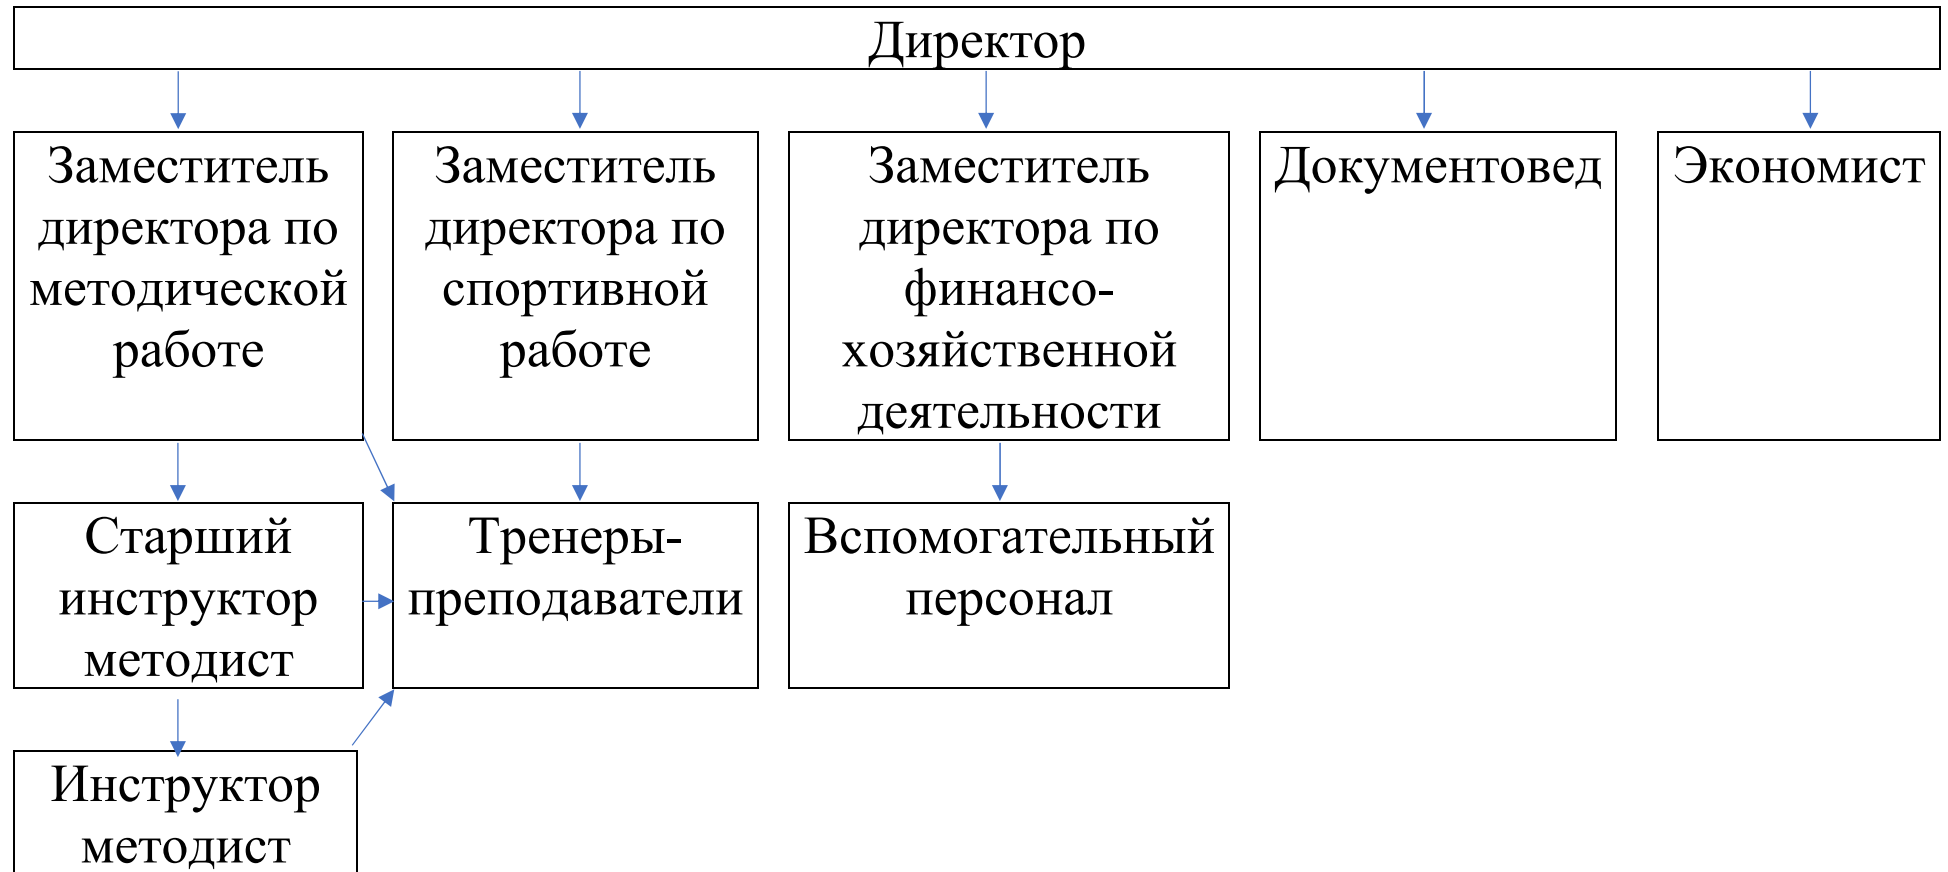 Директор
Заместитель
директора по
методической
работе
Заместитель
директора по
спортивной
работе
Заместитель
директора по
финансо-
хозяйственной
деятельности
Документовед
Экономист
Старший
инструктор
методист
Тренеры-
преподаватели
Вспомогательный
персонал
Инструктор
методист